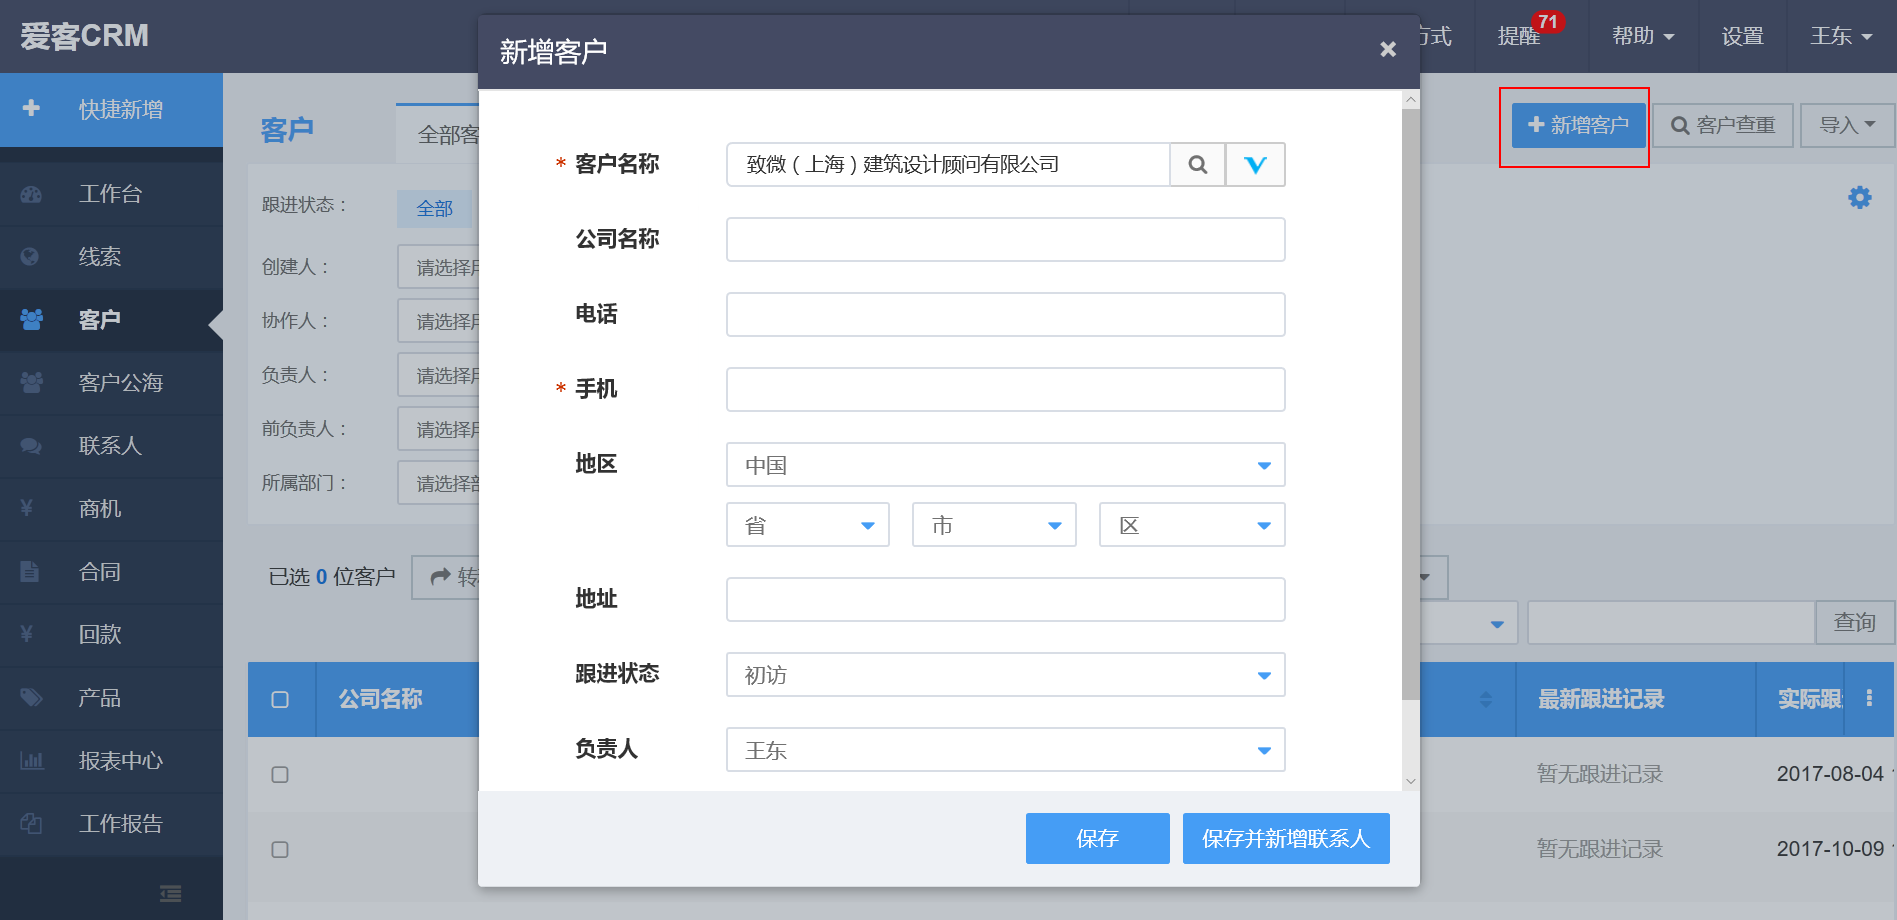 爱客CRM
方式
提醒
71
帮助
设置
王东
快捷新增
工作台
线索
客户
客户公海
联系人
¥ 商机
合同
¥ 回款
产品
报表中心
工作报告
客户
全部客
新增客户
客户查重
导入
跟进状态：
全部
创建人：
请选择用
协作人：
请选择用
负责人：
请选择用
前负责人：
请选择用
所属部门：
请选择部
已选 0 位客户
转
查询
公司名称
最新跟进记录
实际跟
暂无跟进记录
2017-08-04
暂无跟进记录
2017-10-09
新增客户
* 客户名称
致微（上海）建筑设计顾问有限公司
公司名称
电话
* 手机
地区
中国
省
市
区
地址
跟进状态
初访
负责人
王东
保存
保存并新增联系人